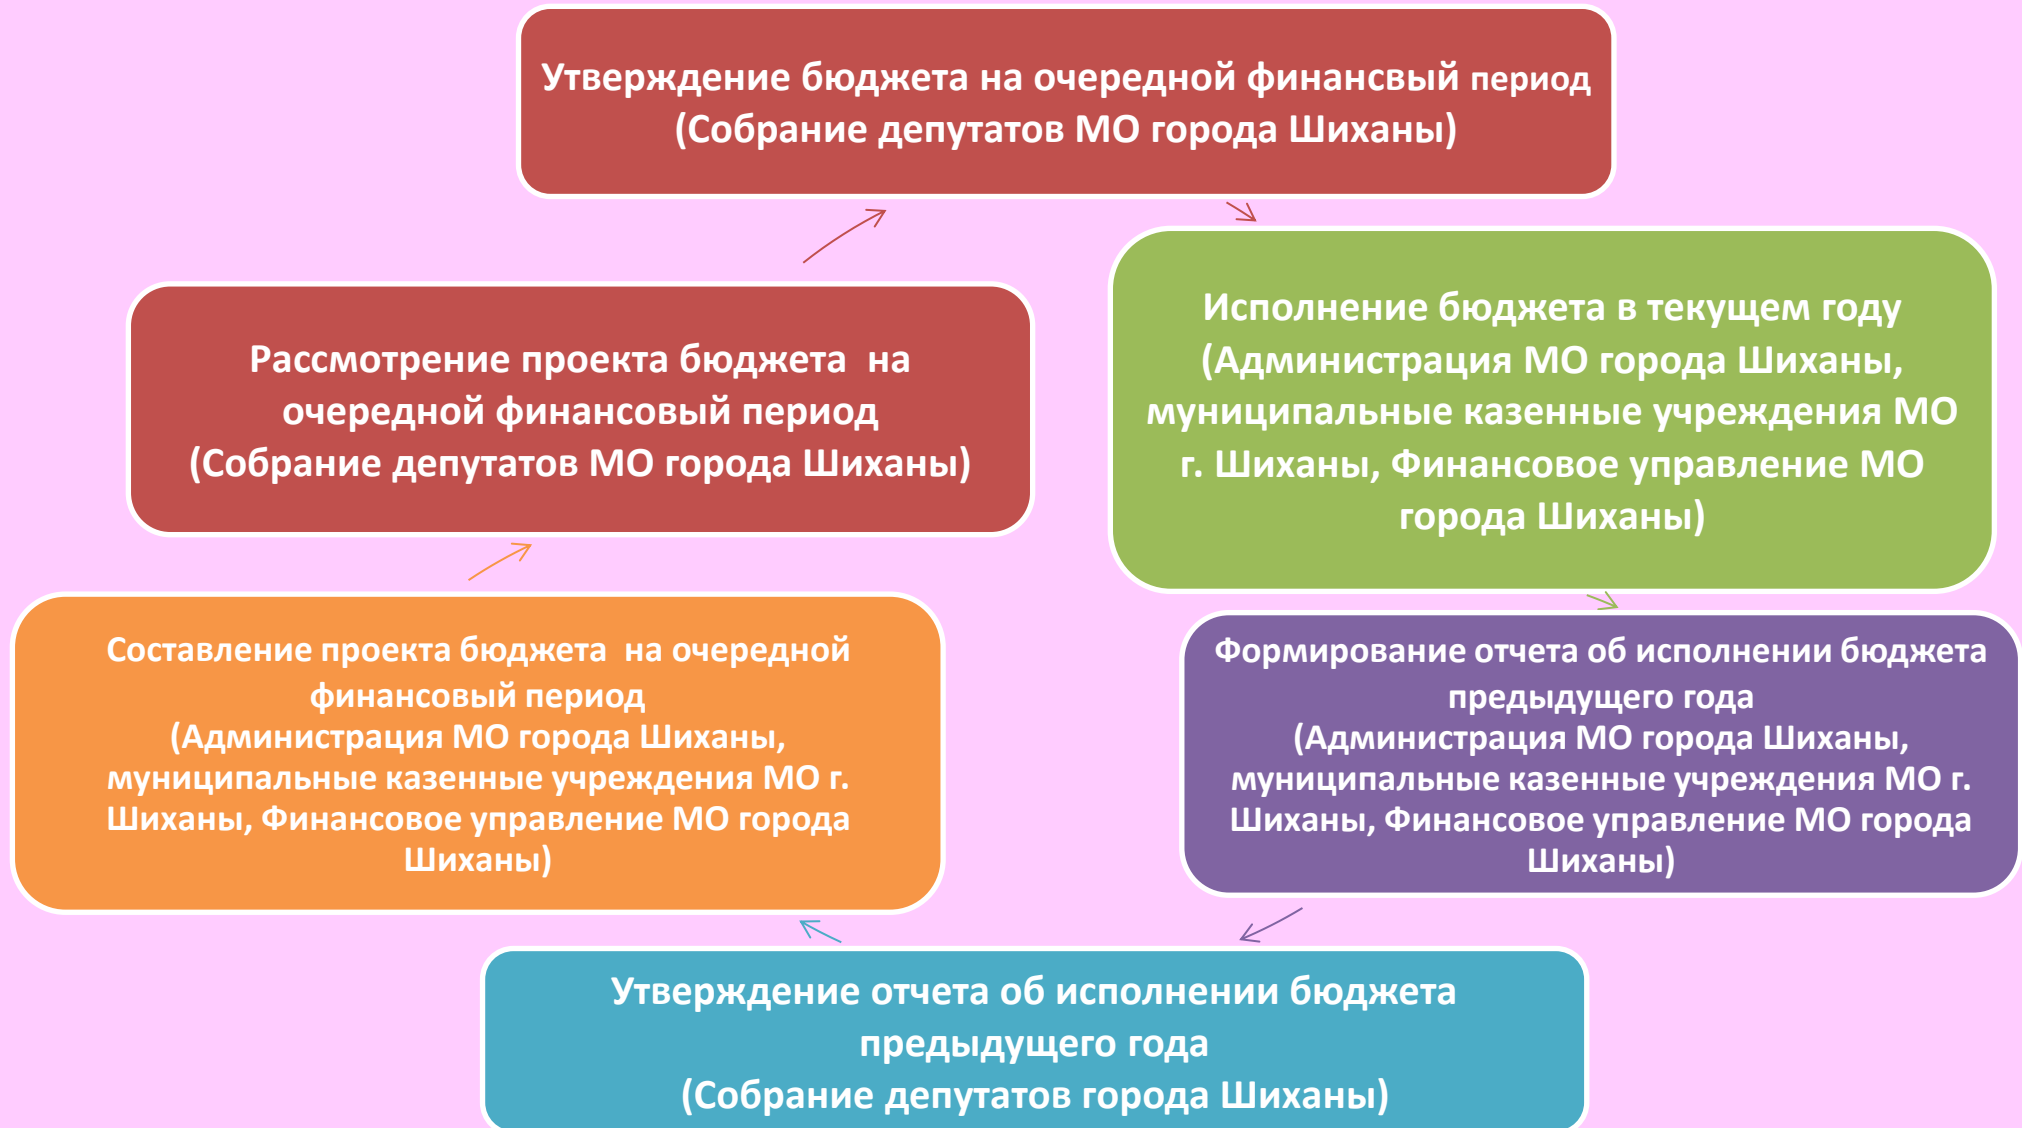 Утверждение бюджета на очередной финансвый период
(Собрание депутатов МО города Шиханы)
Исполнение бюджета в текущем году
(Администрация МО города Шиханы,
муниципальные казенные учреждения МО
г. Шиханы, Финансовое управление МО
города Шиханы)
Рассмотрение проекта бюджета на
очередной финансовый период
(Собрание депутатов МО города Шиханы)
Составление проекта бюджета на очередной
финансовый период
(Администрация МО города Шиханы,
муниципальные казенные учреждения МО г.
Шиханы, Финансовое управление МО города
Шиханы)
Формирование отчета об исполнении бюджета
предыдущего года
(Администрация МО города Шиханы,
муниципальные казенные учреждения МО г.
Шиханы, Финансовое управление МО города
Шиханы)
Утверждение отчета об исполнении бюджета
предыдущего года
(Собрание депутатов города Шиханы)